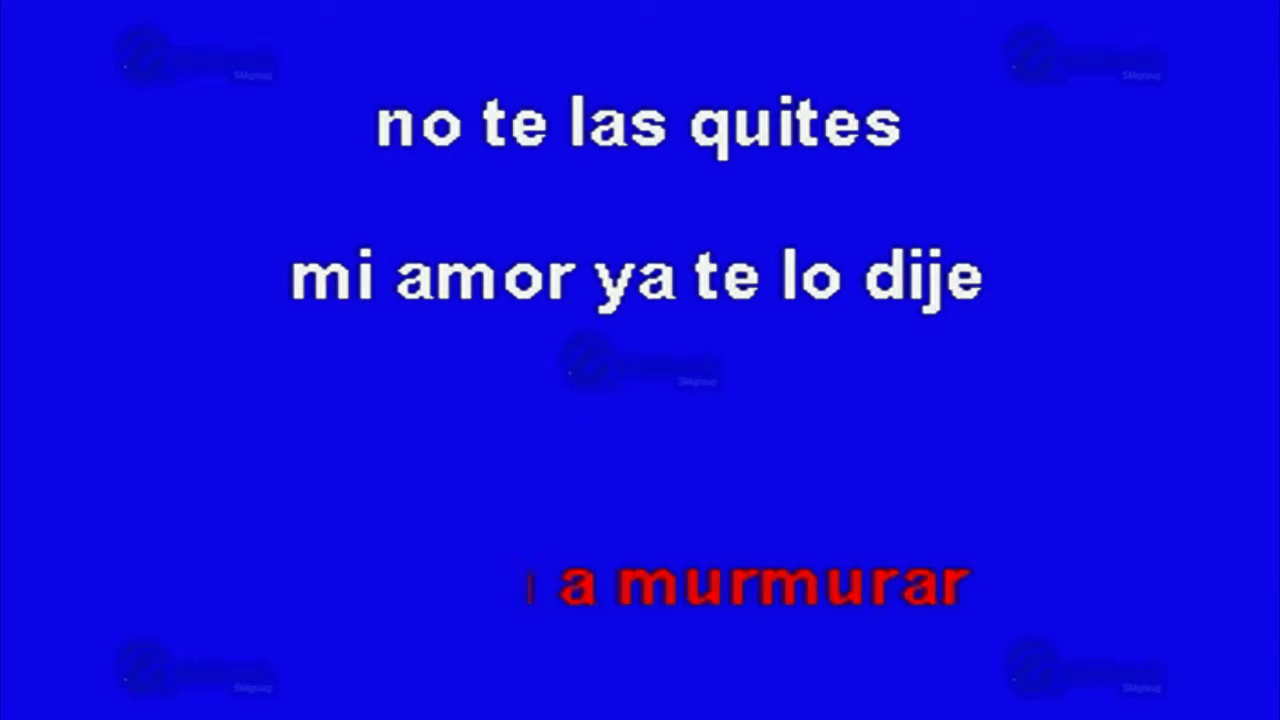 no te las quites
mi amor ya te lo dije
a murmurar